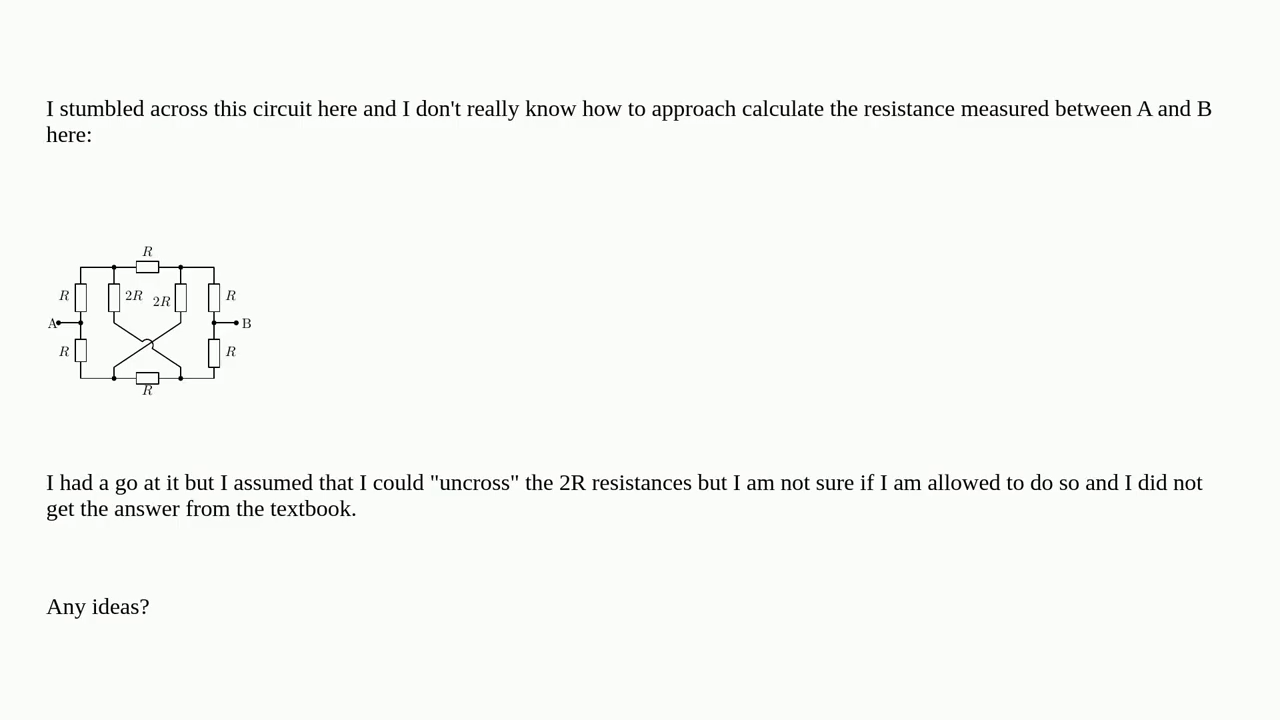 I stumbled across this circuit here and I don't really know how to approach calculate the resistance measured between A and B
here:
R
R 2R 2R R
A B
R R
R
I had a go at it but I assumed that I could "uncross" the 2R resistances but I am not sure if I am allowed to do so and I did not
get the answer from the textbook.
Any ideas?